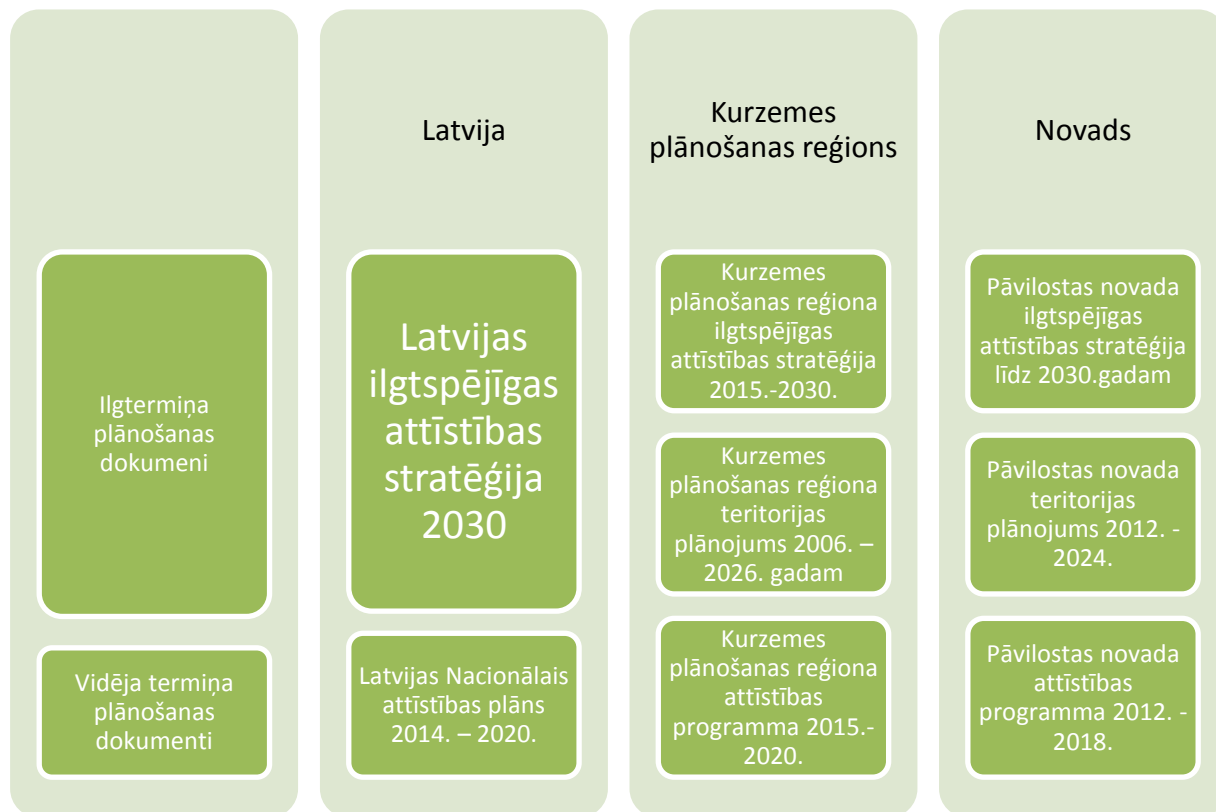 Latvija
Kurzemes
plānošanas reģions
Novads
Ilgtermiņa
plānošanas
dokumeni
Latvijas
ilgtspējīgas
attīstības
stratēģija
2030
Kurzemes
plānošanas reģiona
ilgtspējīgas
attīstības stratēģija
2015.-2030.
Kurzemes
plānošanas reģiona
teritorijas
plānojums 2006. –
2026. gadam
Pāvilostas novada
ilgtspējīgas
attīstības stratēģija
līdz 2030.gadam
Pāvilostas novada
teritorijas
plānojums 2012. -
2024.
Vidēja termiņa
plānošanas
dokumenti
Latvijas Nacionālais
attīstības plāns
2014. – 2020.
Kurzemes
plānošanas reģiona
attīstības
programma 2015.-
2020.
Pāvilostas novada
attīstības
programma 2012. -
2018.